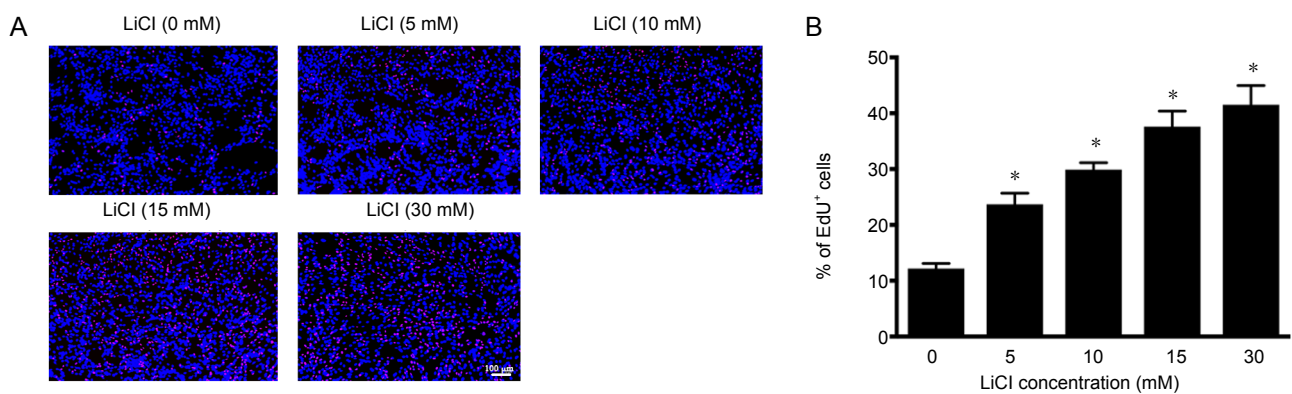 A
LiCl (0 mM)
LiCl (5 mM)
LiCl (10 mM)
LiCl (15 mM)
LiCl (30 mM)
100 μm
B
% of EdU⁺ cells
50
40
30
20
10
0
*
*
*
*
0 5 10 15 30
LiCl concentration (mM)